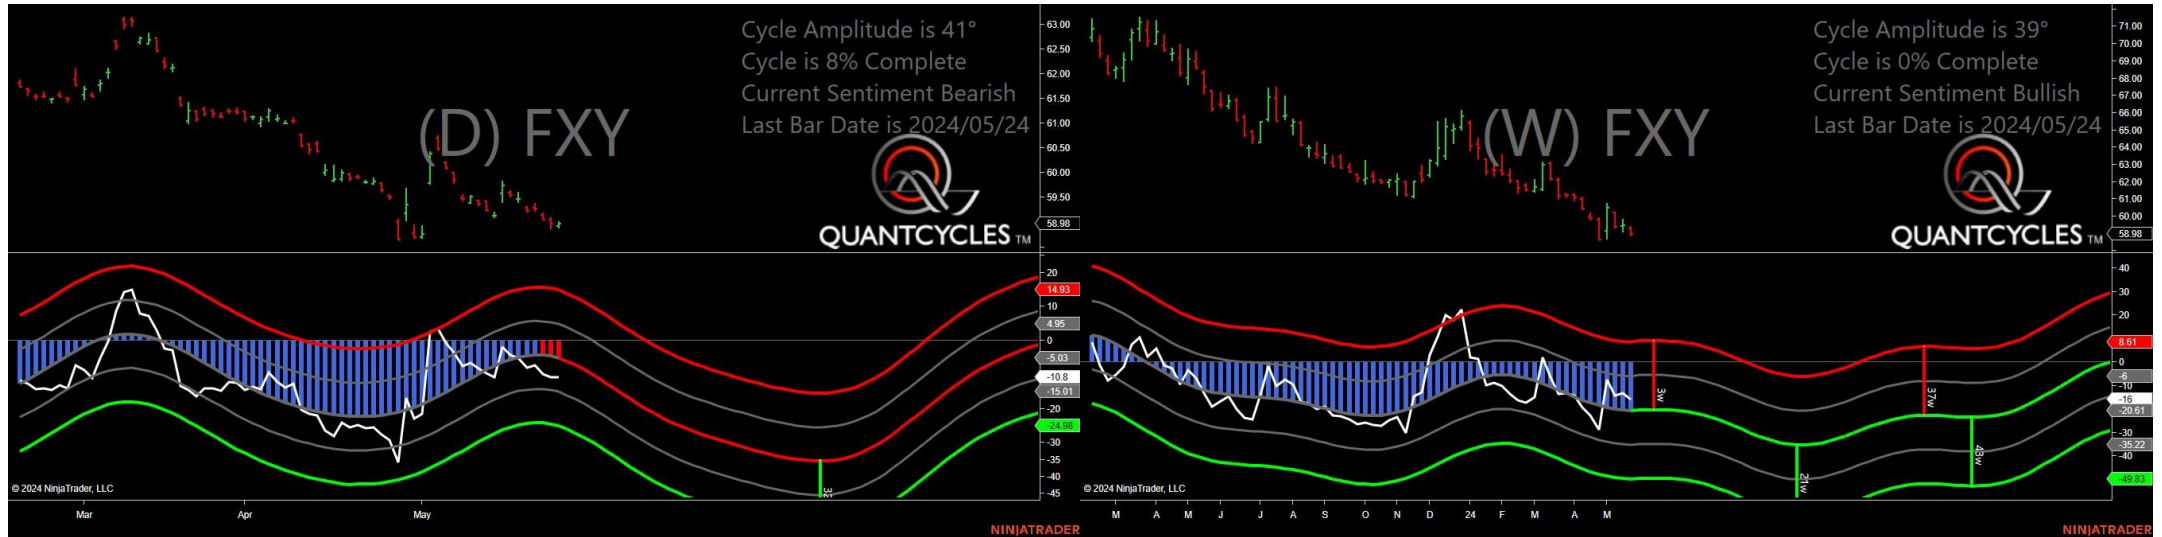 Cycle Amplitude is 41°
Cycle is 8% Complete
Current Sentiment Bearish
Last Bar Date is 2024/05/24
(D) FXY
QUANTCYCLES TM
63.00
62.50
62.00
61.50
61.00
60.50
60.00
59.50
58.98
20
14.93
10
4.95
0
-5.03
-10.8
-15.01
-20
-24.98
-30
-35
-40
-45
© 2024 NinjaTrader, LLC
Mar Apr May
NINJATRADER
Cycle Amplitude is 39°
Cycle is 0% Complete
Current Sentiment Bullish
Last Bar Date is 2024/05/24
(W) FXY
QUANTCYCLES TM
71.00
70.00
69.00
68.00
67.00
66.00
65.00
64.00
63.00
62.00
61.00
60.00
58.98
40
30
20
8.61
0
-6
-10
-16
-20.61
-30
-35.22
-40
-49.83
3w
37w
21w
43w
© 2024 NinjaTrader, LLC
M A M J J A S O N D 24 F M A M
NINJATRADER